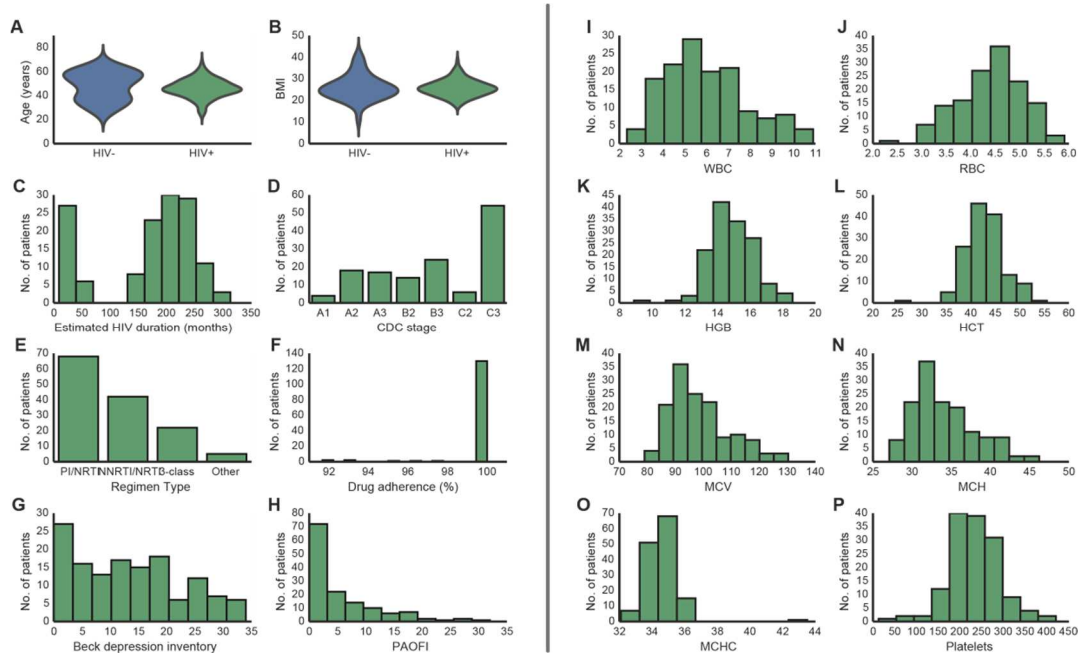 A
Age (years)
80
60
40
20
0
HIV-
HIV+
B
BMI
50
40
30
20
10
0
HIV-
HIV+
C
No. of patients
30
25
20
15
10
5
0
0 50 100 150 200 250 300 350
Estimated HIV duration (months)
D
No. of patients
60
50
40
30
20
10
0
A1 A2 A3 B2 B3 C2 C3
CDC stage
E
No. of patients
70
60
50
40
30
20
10
0
PI/NRTI NNRTI/NRTI 3-class Other
Regimen Type
F
No. of patients
140
120
100
80
60
40
20
0
92 94 96 98 100
Drug adherence (%)
G
No. of patients
30
25
20
15
10
5
0
0 5 10 15 20 25 30 35
Beck depression inventory
H
No. of patients
80
70
60
50
40
30
20
10
0
0 5 10 15 20 25 30 35
PAOFI
I
No. of patients
30
25
20
15
10
5
0
2 3 4 5 6 7 8 9 10 11
WBC
J
No. of patients
40
35
30
25
20
15
10
5
0
2.0 2.5 3.0 3.5 4.0 4.5 5.0 5.5 6.0
RBC
K
No. of patients
45
40
35
30
25
20
15
10
5
0
8 10 12 14 16 18 20
HGB
L
No. of patients
50
40
30
20
10
0
20 25 30 35 40 45 50 55 60
HCT
M
No. of patients
40
35
30
25
20
15
10
5
0
70 80 90 100 110 120 130 140
MCV
N
No. of patients
40
35
30
25
20
15
10
5
0
25 30 35 40 45 50
MCH
O
No. of patients
70
60
50
40
30
20
10
0
32 34 36 38 40 42 44
MCHC
P
No. of patients
40
35
30
25
20
15
10
5
0
0 50 100 150 200 250 300 350 400 450
Platelets